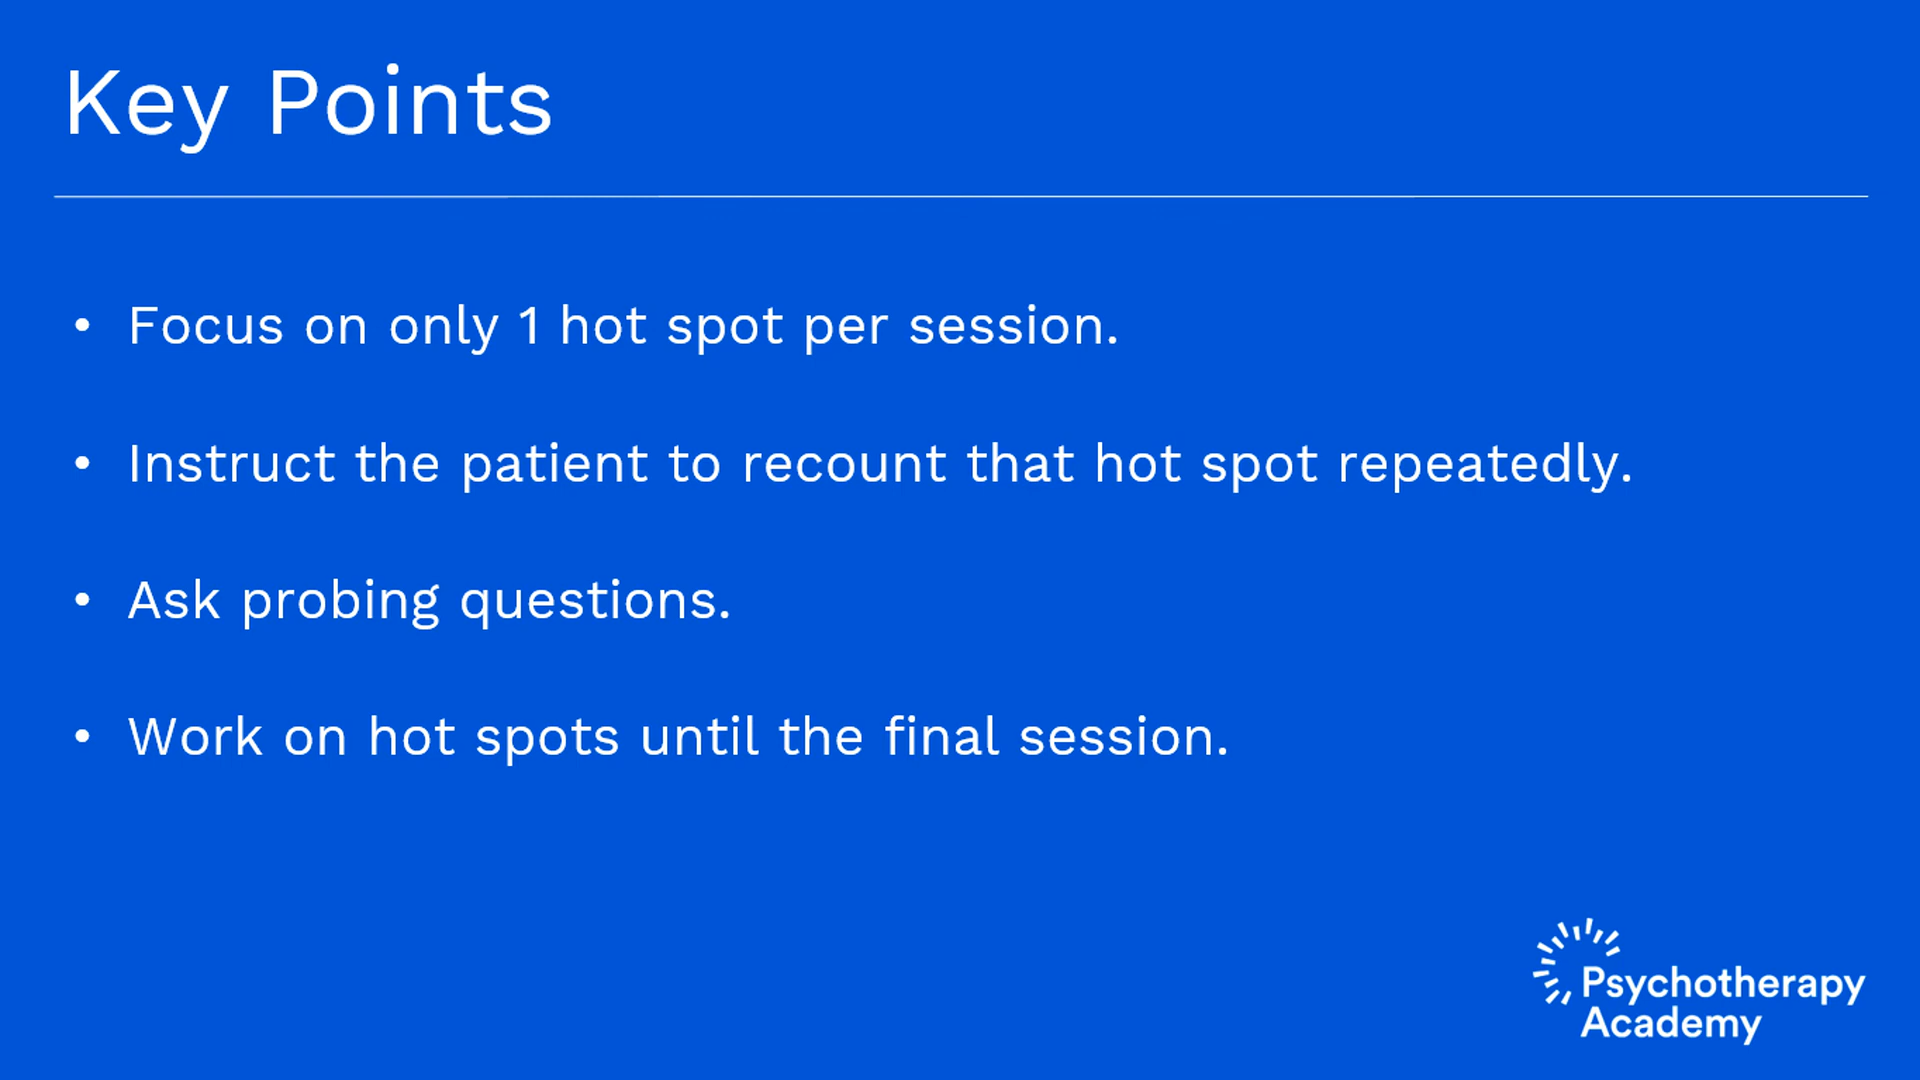 Key Points
• Focus on only 1 hot spot per session.
• Instruct the patient to recount that hot spot repeatedly.
• Ask probing questions.
• Work on hot spots until the final session.
Psychotherapy
Academy